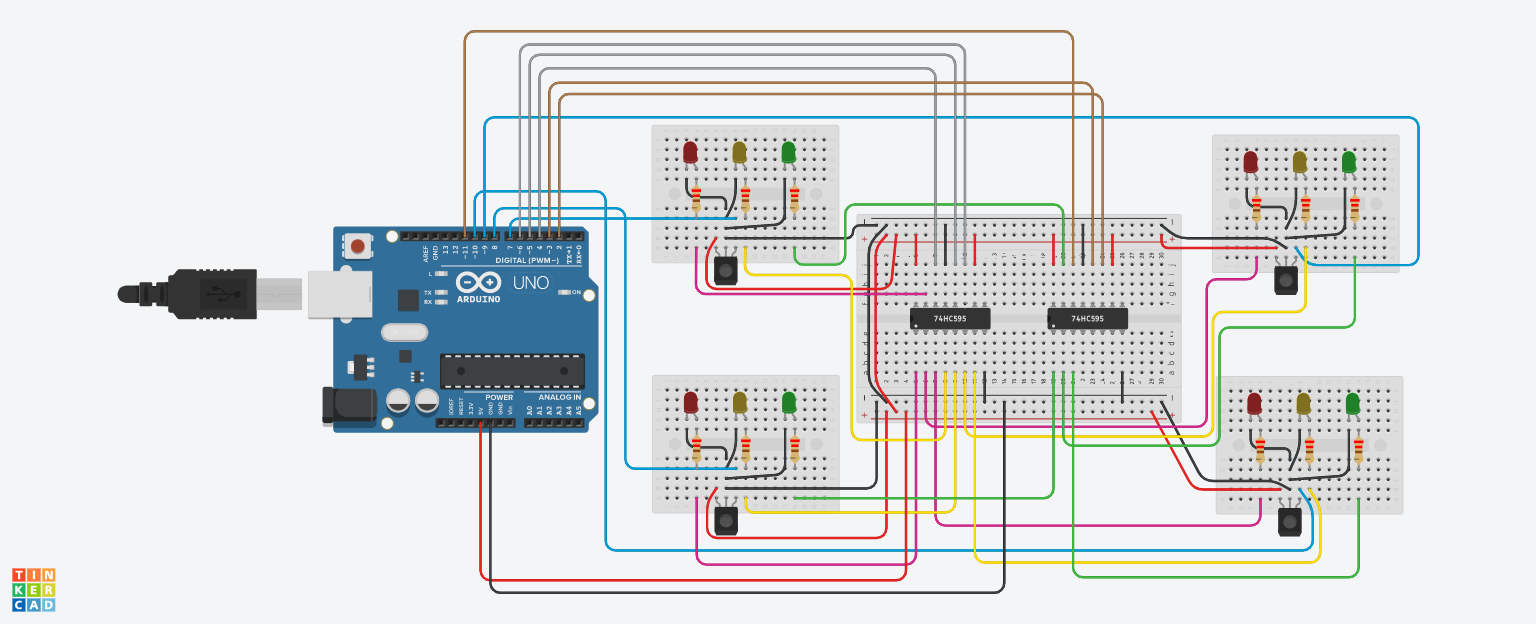 AREF
GND
13
12
~11
~10
~9
8
7
~6
~5
4
~3
2
TX→1
RX←0
DIGITAL (PWM~)
L
TX
RX
ARDUINO
UNO
ON
POWER
ANALOG IN
IOREF
RESET
3.3V
5V
GND
GND
Vin
A0
A1
A2
A3
A4
A5
74HC595
74HC595
TIN
KER
CAD